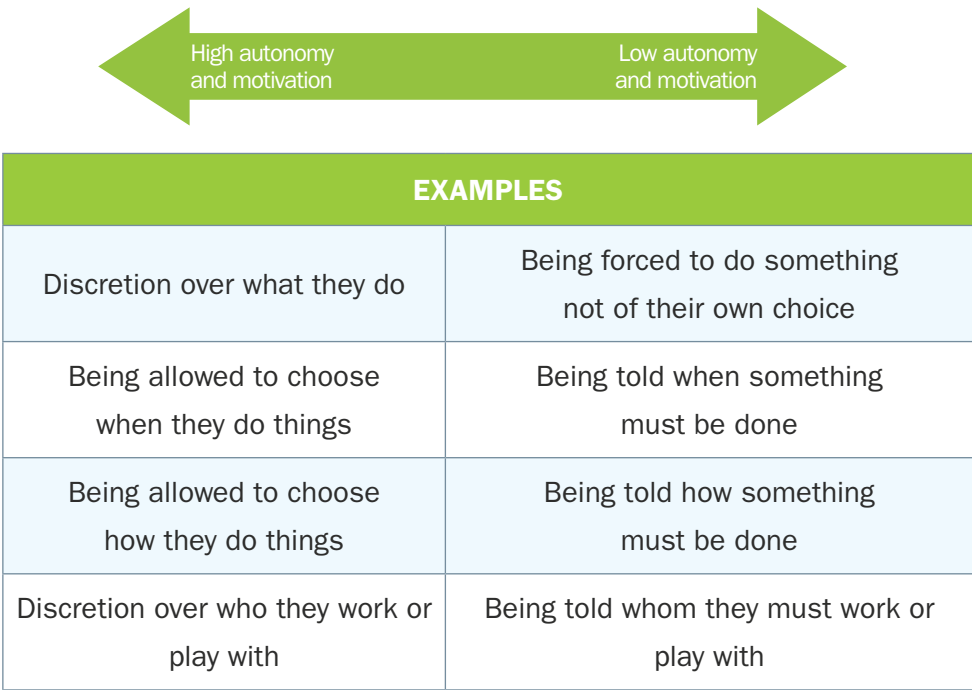 High autonomy
and motivation
Low autonomy
and motivation
EXAMPLES
Discretion over what they do
Being forced to do something
not of their own choice
Being allowed to choose
when they do things
Being told when something
must be done
Being allowed to choose
how they do things
Being told how something
must be done
Discretion over who they work or
play with
Being told whom they must work or
play with